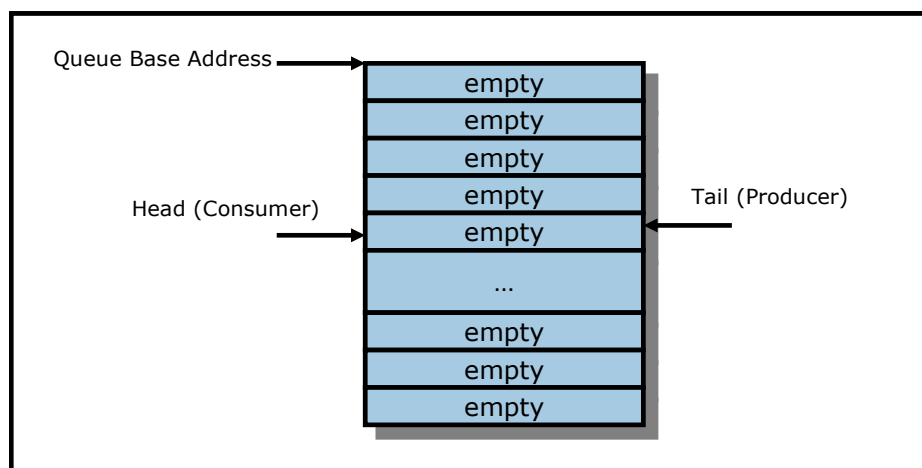 Queue Base Address
empty
empty
empty
empty
Head (Consumer)
Tail (Producer)
empty
...
empty
empty
empty